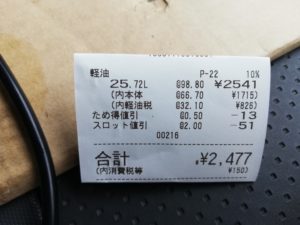 軽油 P-22 10%
25.72L @98.80 ¥2541
(内本体 @66.70 ¥1715)
(内軽油税 @32.10 ¥826)
ため得値引 @0.50 -13
スロット値引 @2.00 -51
00216
合計 ¥2,477
(内消費税等 ¥150)